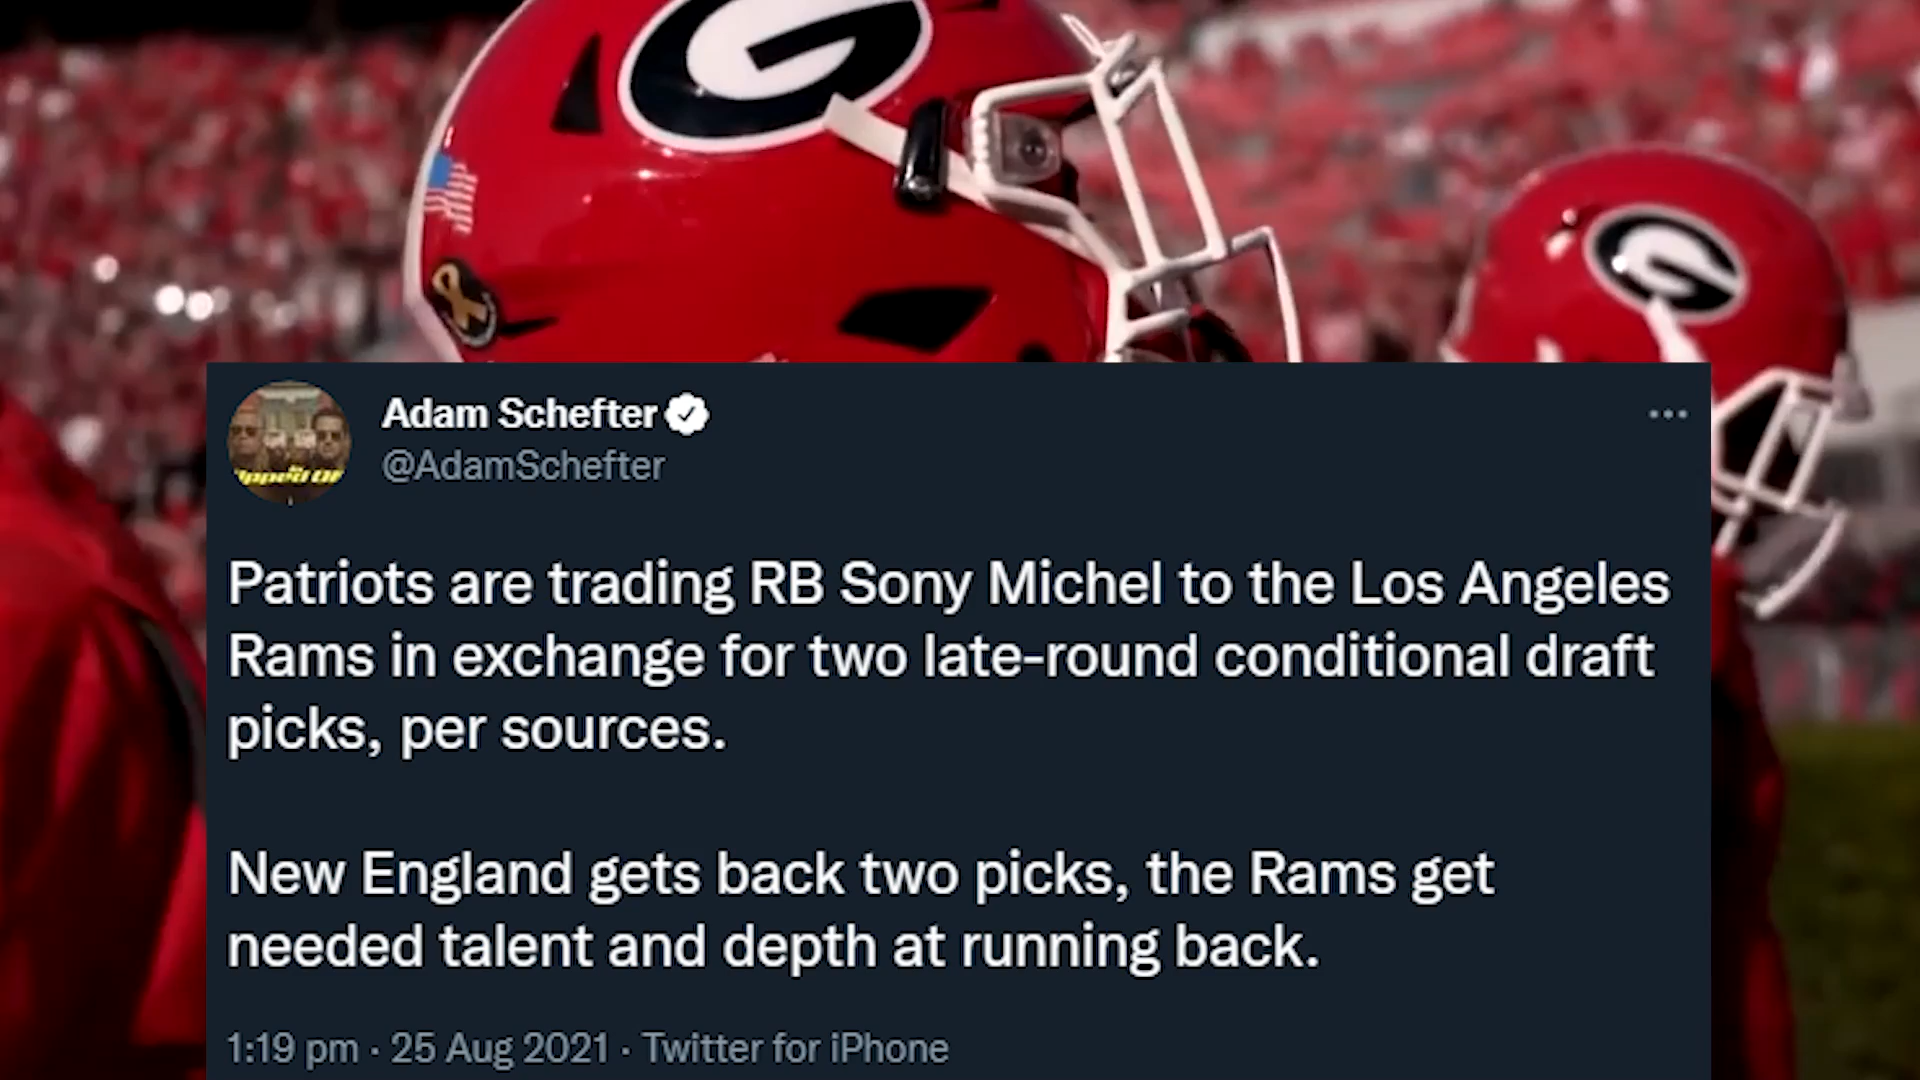 G
G
Adam Schefter
@AdamSchefter
Patriots are trading RB Sony Michel to the Los Angeles
Rams in exchange for two late-round conditional draft
picks, per sources.
New England gets back two picks, the Rams get
needed talent and depth at running back.
1:19 pm · 25 Aug 2021 · Twitter for iPhone